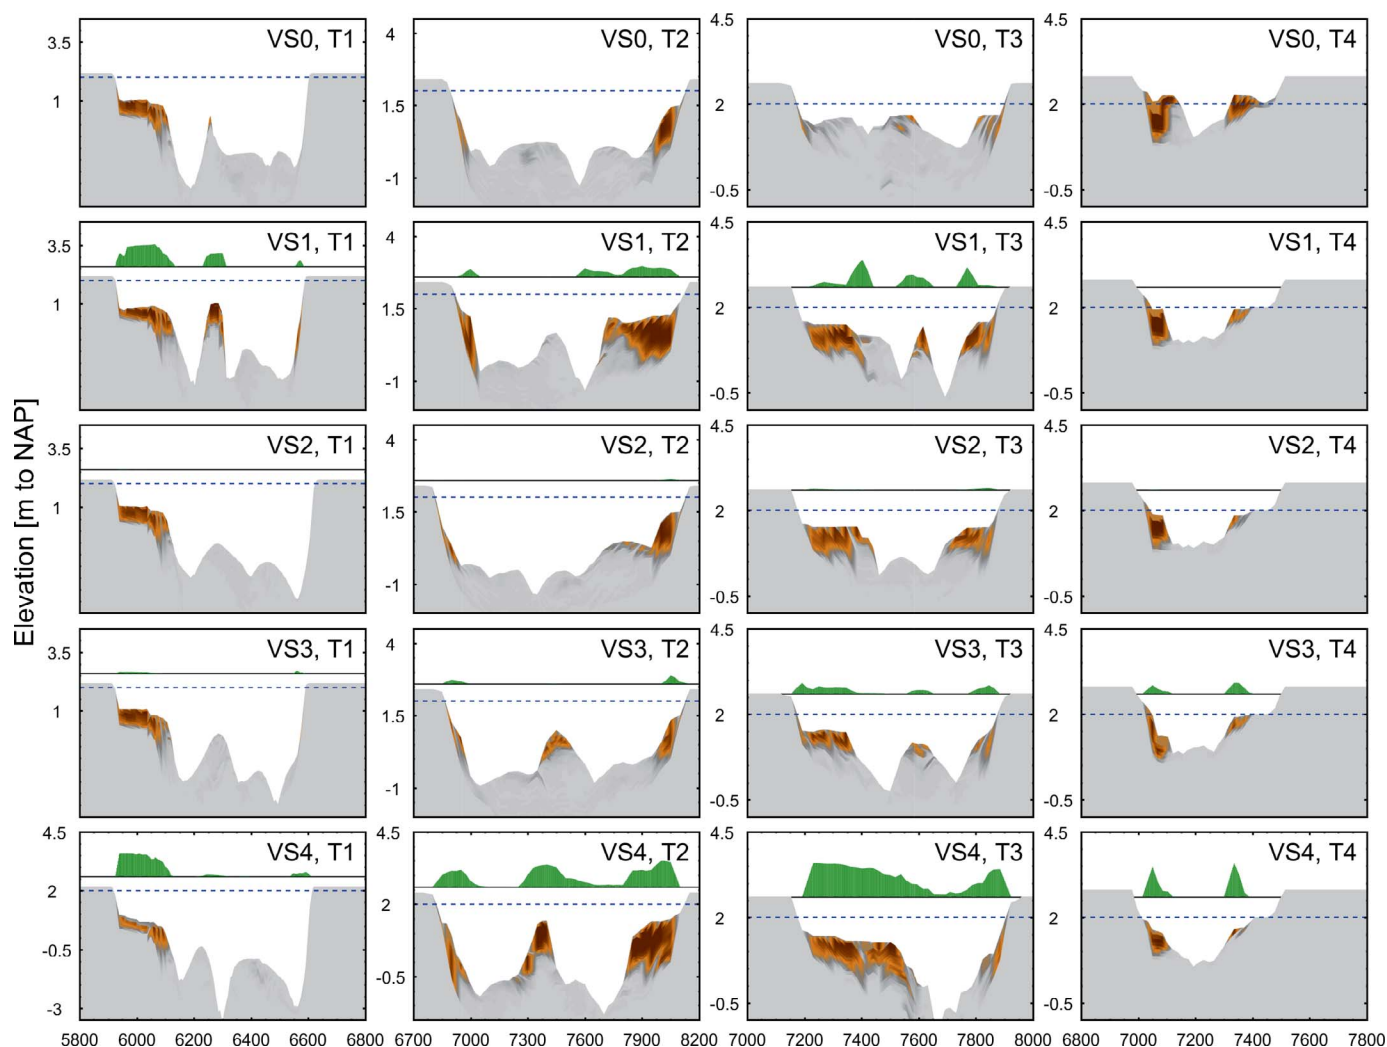 VS0, T1
VS0, T2
VS0, T3
VS0, T4
3.5
1
4
1.5
-1
4.5
2
-0.5
4.5
2
-0.5
VS1, T1
VS1, T2
VS1, T3
VS1, T4
3.5
1
4
1.5
-1
4.5
2
-0.5
4.5
2
-0.5
Elevation [m to NAP]
VS2, T1
VS2, T2
VS2, T3
VS2, T4
3.5
1
4
1.5
-1
4.5
2
-0.5
4.5
2
-0.5
VS3, T1
VS3, T2
VS3, T3
VS3, T4
3.5
1
4
1.5
-1
4.5
2
-0.5
4.5
2
-0.5
VS4, T1
VS4, T2
VS4, T3
VS4, T4
4.5
2
-0.5
-3
4.5
2
-0.5
4.5
2
-0.5
4.5
2
-0.5
5800 6000 6200 6400 6600 6800
6700 7000 7300 7600 7900 8200
7000 7200 7400 7600 7800 8000
6800 7000 7200 7400 7600 7800